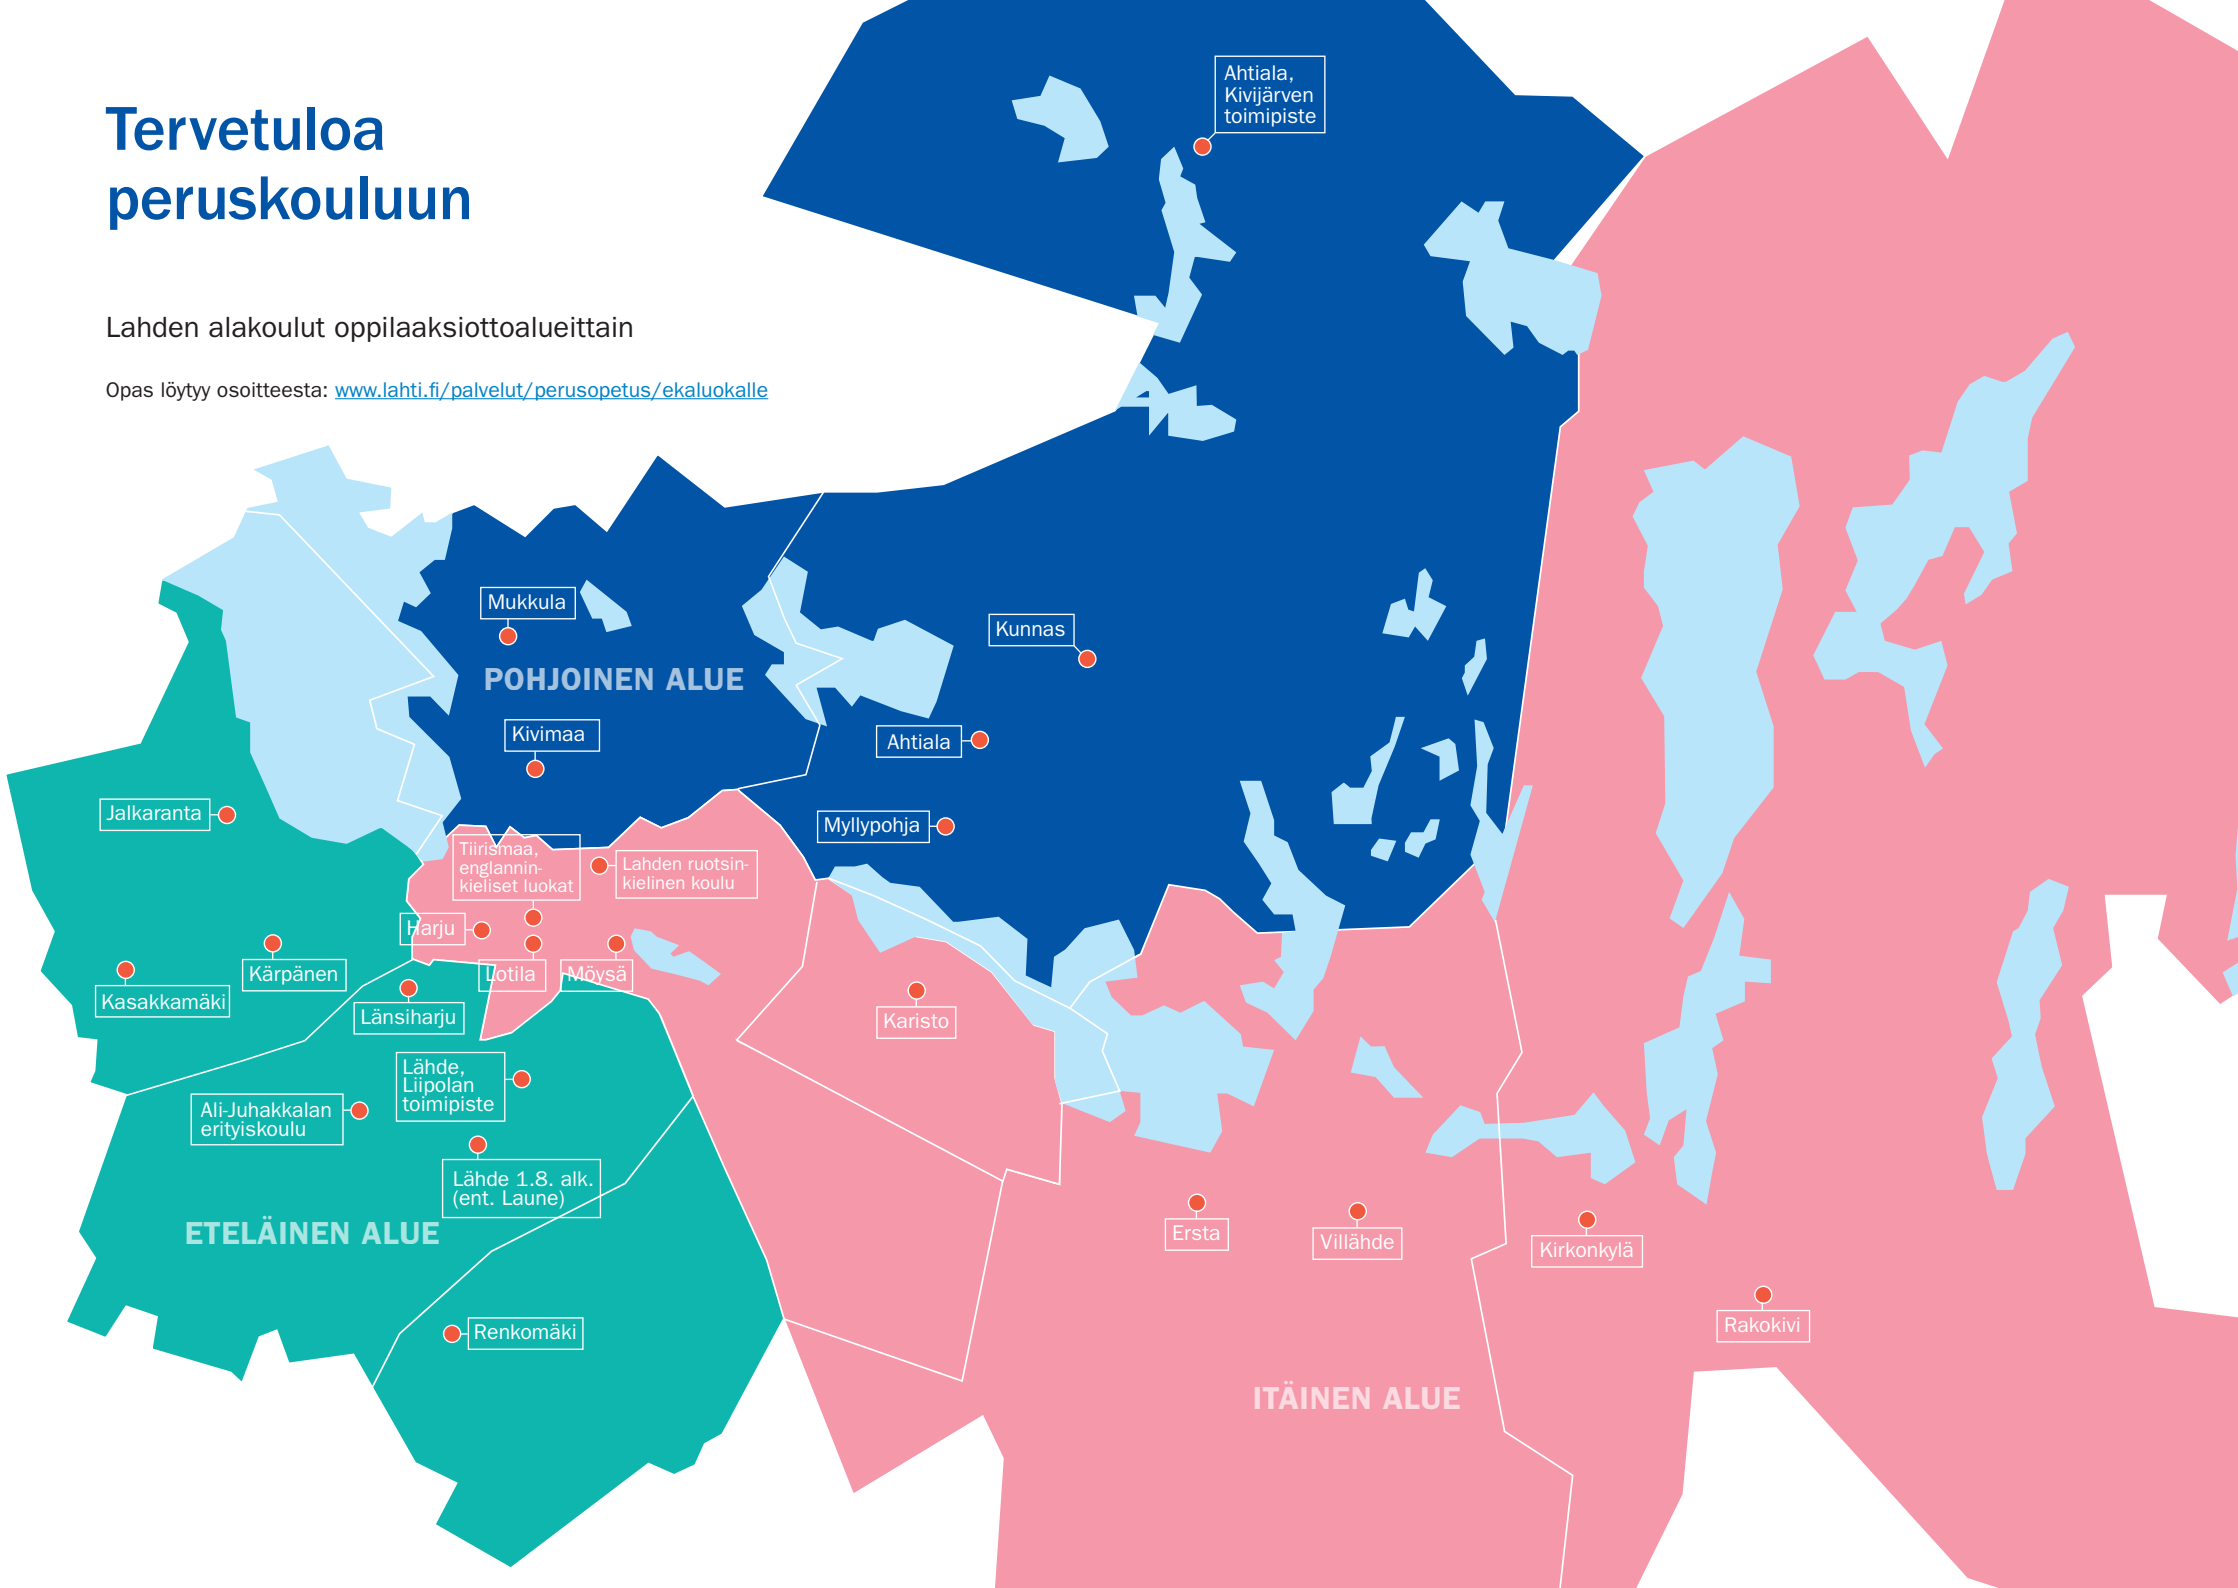 Tervetuloa
peruskouluun
Lahden alakoulut oppilaaksiottoalueittain
Opas löytyy osoitteesta: www.lahti.fi/palvelut/perusopetus/ekaluokalle
Ahtiala,
Kivijärven
toimipiste
Mukkula
POHJOINEN ALUE
Kunnas
Kivimaa
Ahtiala
Jalkaranta
Myllypohja
Tiirismaa,
englannin-
kieliset luokat
Lahden ruotsin-
kielinen koulu
Harju
Kärpänen
Lotila
Möysä
Kasakkamäki
Länsiharju
Karisto
Lähde,
Liipolan
toimipiste
Ali-Juhakkalan
erityiskoulu
Lähde 1.8. alk.
(ent. Laune)
ETELÄINEN ALUE
Ersta
Villähde
Kirkonkylä
Rakokivi
Renkomäki
ITÄINEN ALUE